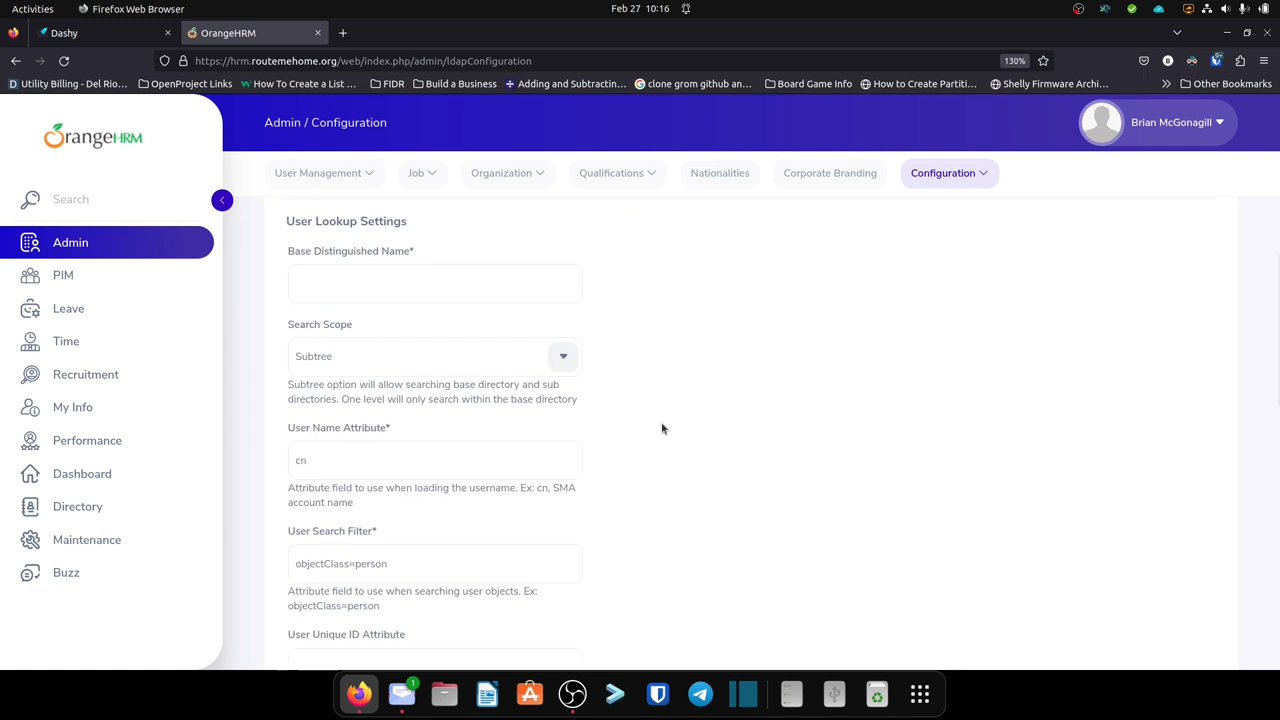 Activities
Firefox Web Browser
Feb 27 10:16
Dashy
OrangeHRM
https://hrm.routemehome.org/web/index.php/admin/ldapConfiguration
130%
Utility Billing - Del Rio...
OpenProject Links
How To Create a List ...
FIDR
Build a Business
Adding and Subtractin...
clone grom github an...
Board Game Info
How to Create Partiti...
Shelly Firmware Archi...
Other Bookmarks
OrangeHRM
Admin / Configuration
Brian McGonagill
User Management
Job
Organization
Qualifications
Nationalities
Corporate Branding
Configuration
Search
Admin
PIM
Leave
Time
Recruitment
My Info
Performance
Dashboard
Directory
Maintenance
Buzz
User Lookup Settings
Base Distinguished Name*
Search Scope
Subtree
Subtree option will allow searching base directory and sub
directories. One level will only search within the base directory
User Name Attribute*
cn
Attribute field to use when loading the username. Ex: cn, SMA
account name
User Search Filter*
objectClass=person
Attribute field to use when searching user objects. Ex:
objectClass=person
User Unique ID Attribute
1